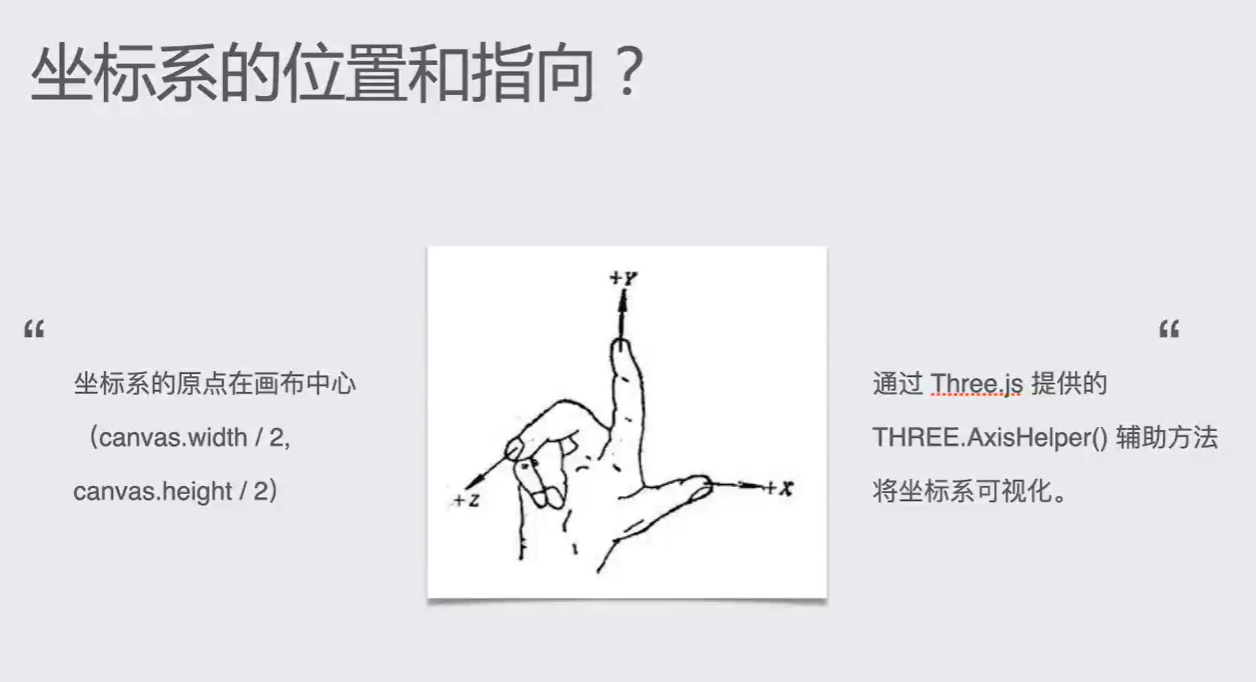 坐标系的位置和指向？
“
坐标系的原点在画布中心
（canvas.width / 2,
canvas.height / 2）
+Y
+Z
+X
“
通过 Three.js 提供的
THREE.AxisHelper() 辅助方法
将坐标系可视化。